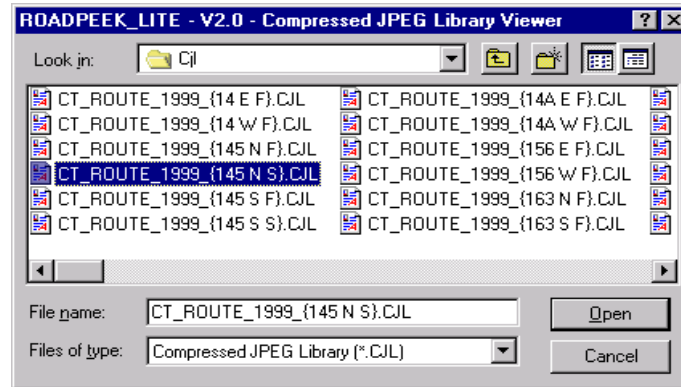 ROADPEEK_LITE - V2.0 - Compressed JPEG Library Viewer
Look in: Cjl
CT_ROUTE_1999_{14 E F}.CJL CT_ROUTE_1999_{14A E F}.CJL
CT_ROUTE_1999_{14 W F}.CJL CT_ROUTE_1999_{14A W F}.CJL
CT_ROUTE_1999_{145 N F}.CJL CT_ROUTE_1999_{156 E F}.CJL
CT_ROUTE_1999_{145 N S}.CJL CT_ROUTE_1999_{156 W F}.CJL
CT_ROUTE_1999_{145 S F}.CJL CT_ROUTE_1999_{163 N F}.CJL
CT_ROUTE_1999_{145 S S}.CJL CT_ROUTE_1999_{163 S F}.CJL
File name: CT_ROUTE_1999_{145 N S}.CJL Open
Files of type: Compressed JPEG Library (*.CJL) Cancel